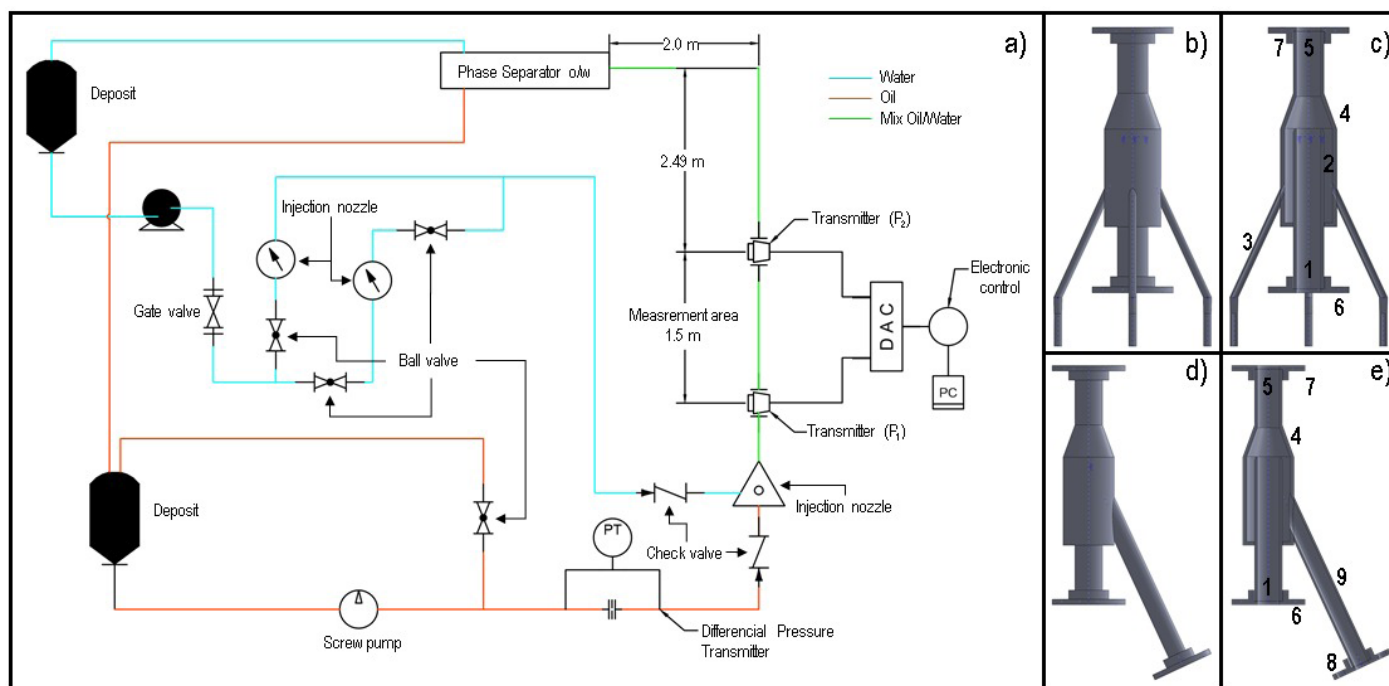 a)
2.0 m
Phase Separator o/w
Water
Oil
Mix Oil/Water
Deposit
2.49 m
Injection nozzle
Transmitter (P2)
Gate valve
Electronic
control
Measrement area
1.5 m
DAC
Ball valve
PC
Transmitter (P1)
Deposit
Injection nozzle
PT
Check valve
Screw pump
Differencial Pressure
Transmitter
b)
c)
7
5
4
2
3
1
6
d)
e)
5
7
4
9
1
6
8